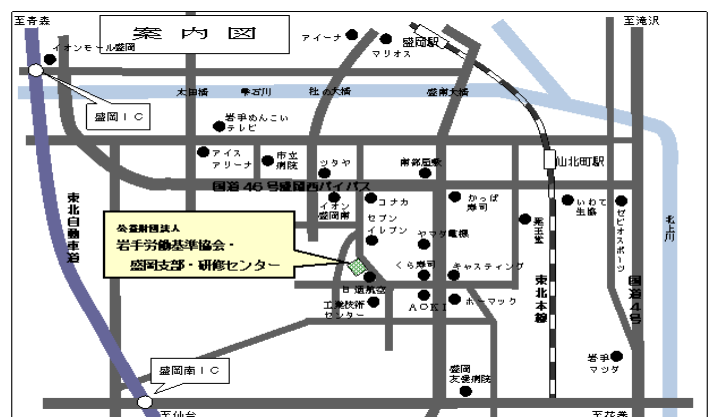 至青森
案内図
至滝沢
イオンモール盛岡
アイーナ
マリオス
盛岡駅
盛岡IC
太田橋
雫石川
杜の大橋
盛南大橋
岩手めんこい
テレビ
アイス
アリーナ
市立
病院
ツタヤ
南部屋敷
仙北町駅
国道46号盛岡西バイパス
イオン
盛岡南
コナカ
セブン
イレブン
かっぱ
寿司
ヤマダ電機
薬王堂
いわて
生協
ゼビオスポーツ
北上川
東北自動車道
公益財団法人
岩手労働基準協会・
盛岡支部・研修センター
日通航空
工業技術
センター
くら寿司
キャスティング
AOKI
ホーマック
東北本線
国道4号
岩手
マツダ
盛岡南IC
盛岡
友愛病院
至仙台
至花巻